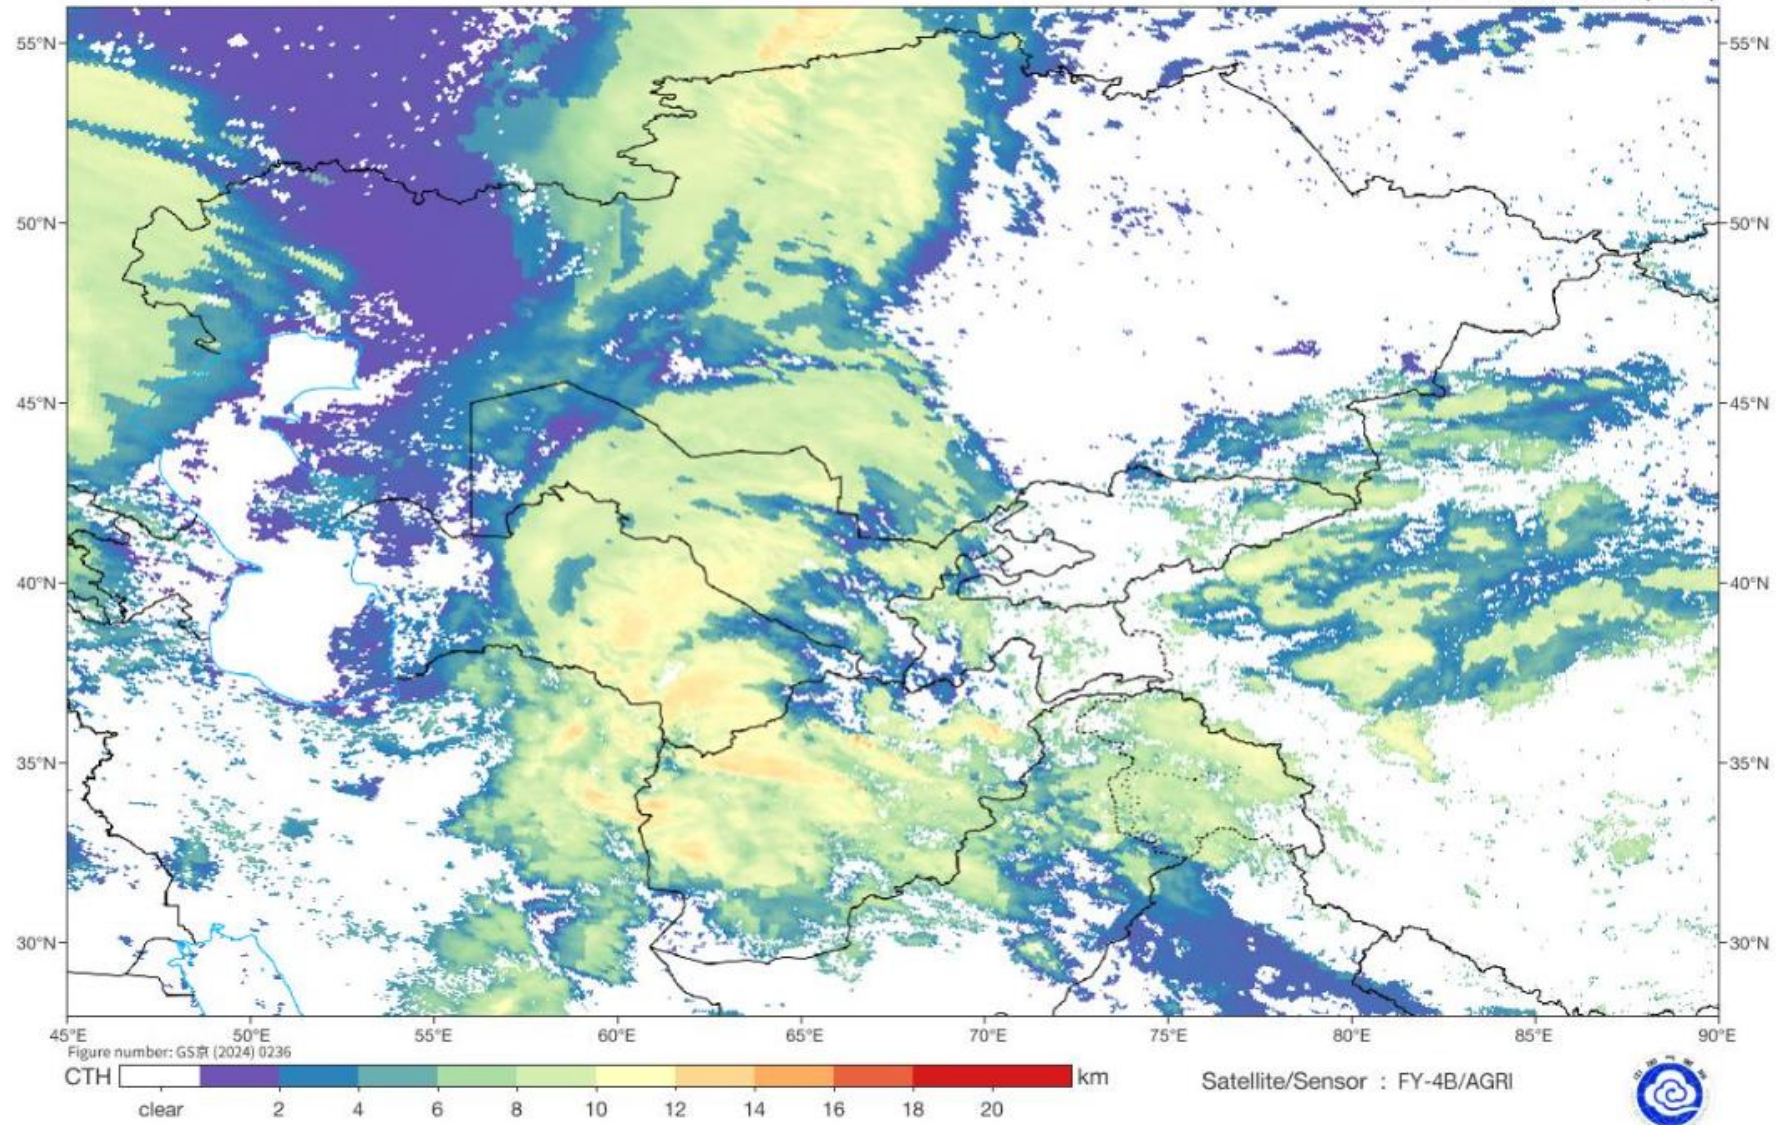 55°N 55°N
50°N 50°N
45°N 45°N
40°N 40°N
35°N 35°N
30°N 30°N
45°E 50°E 55°E 60°E 65°E 70°E 75°E 80°E 85°E 90°E
Figure number: GS京 (2024) 0236
CTH km
clear 2 4 6 8 10 12 14 16 18 20
Satellite/Sensor : FY-4B/AGRI